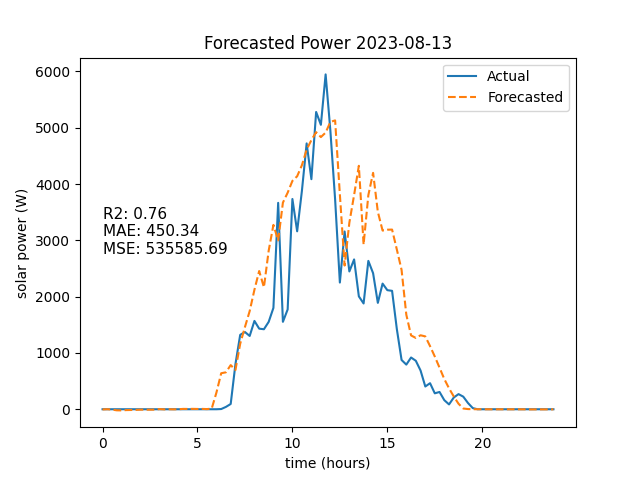 Forecasted Power 2023-08-13
Actual
Forecasted
R2: 0.76
MAE: 450.34
MSE: 535585.69
solar power (W)
6000
5000
4000
3000
2000
1000
0
0 5 10 15 20
time (hours)